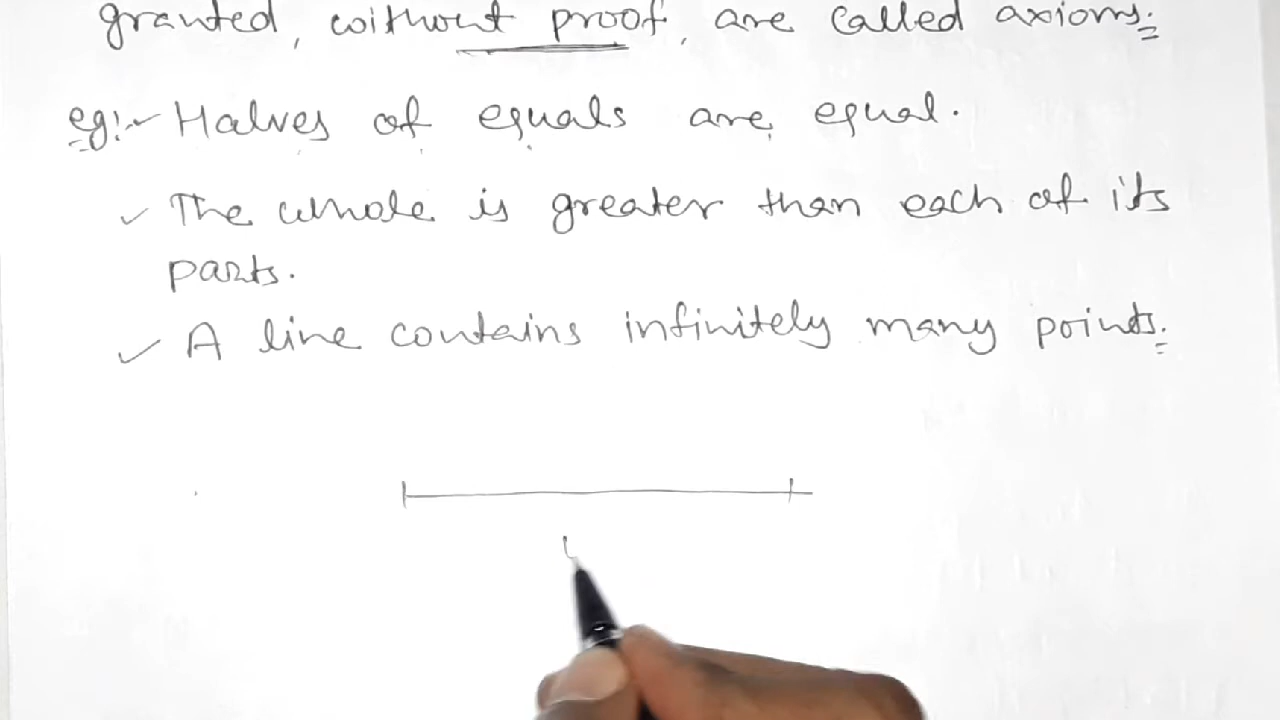 granted, without proof, are called axioms.
eg:- Halves of equals are equal.
✓ The whole is greater than each of its
parts.
✓ A line contains infinitely many points.